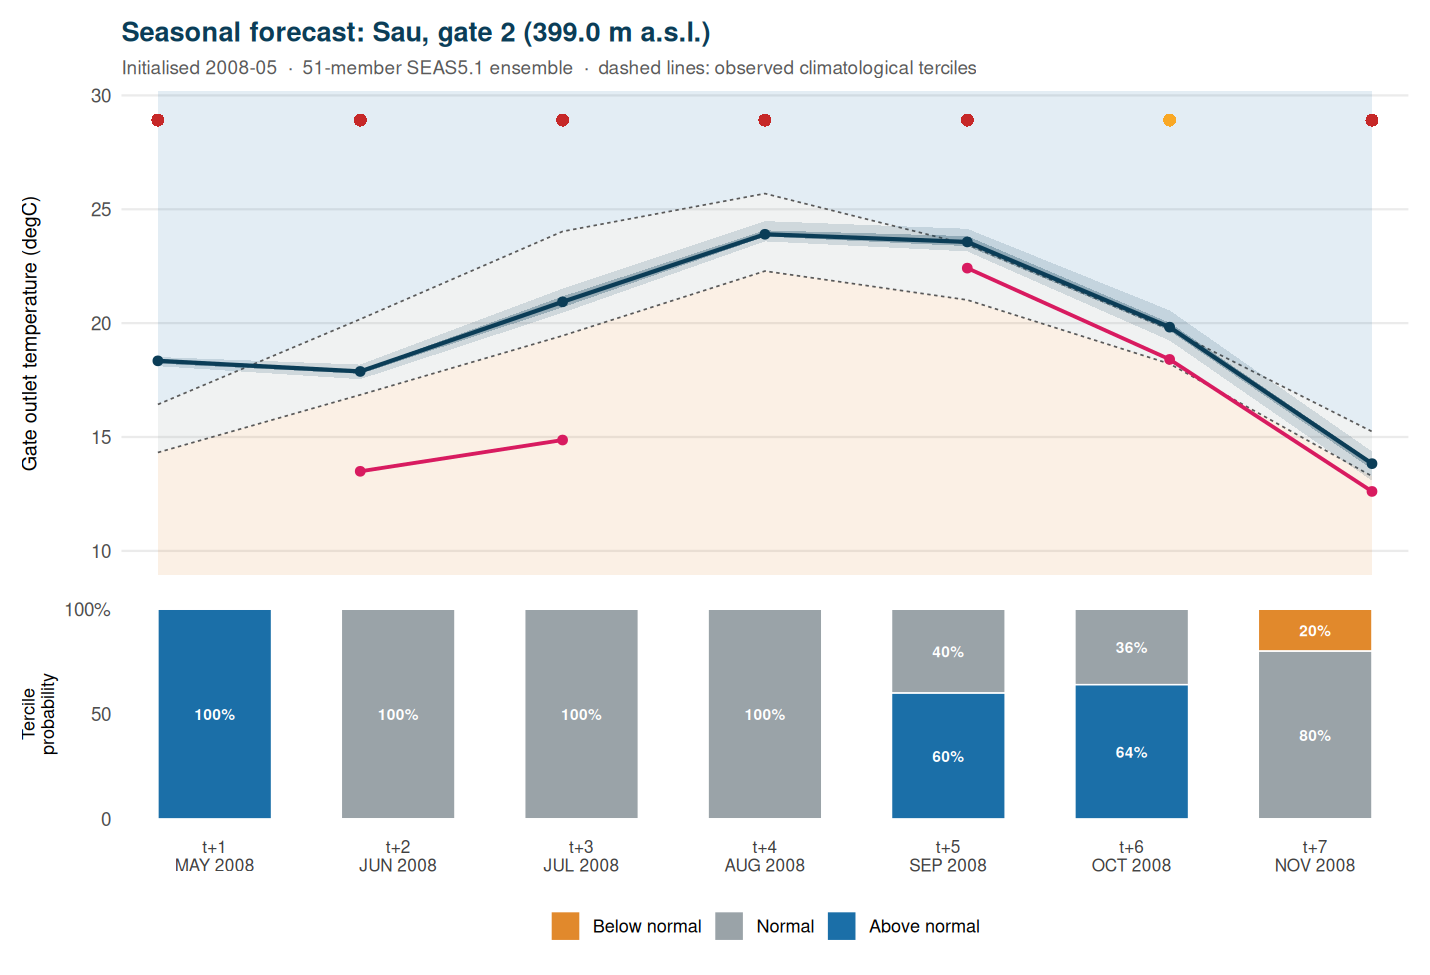 Seasonal forecast: Sau, gate 2 (399.0 m a.s.l.)
Initialised 2008-05 · 51-member SEAS5.1 ensemble · dashed lines: observed climatological terciles
Gate outlet temperature (degC)
30
25
20
15
10
Tercile
probability
100%
50
0
100%
100%
100%
100%
40%
60%
36%
64%
20%
80%
t+1
MAY 2008
t+2
JUN 2008
t+3
JUL 2008
t+4
AUG 2008
t+5
SEP 2008
t+6
OCT 2008
t+7
NOV 2008
Below normal
Normal
Above normal